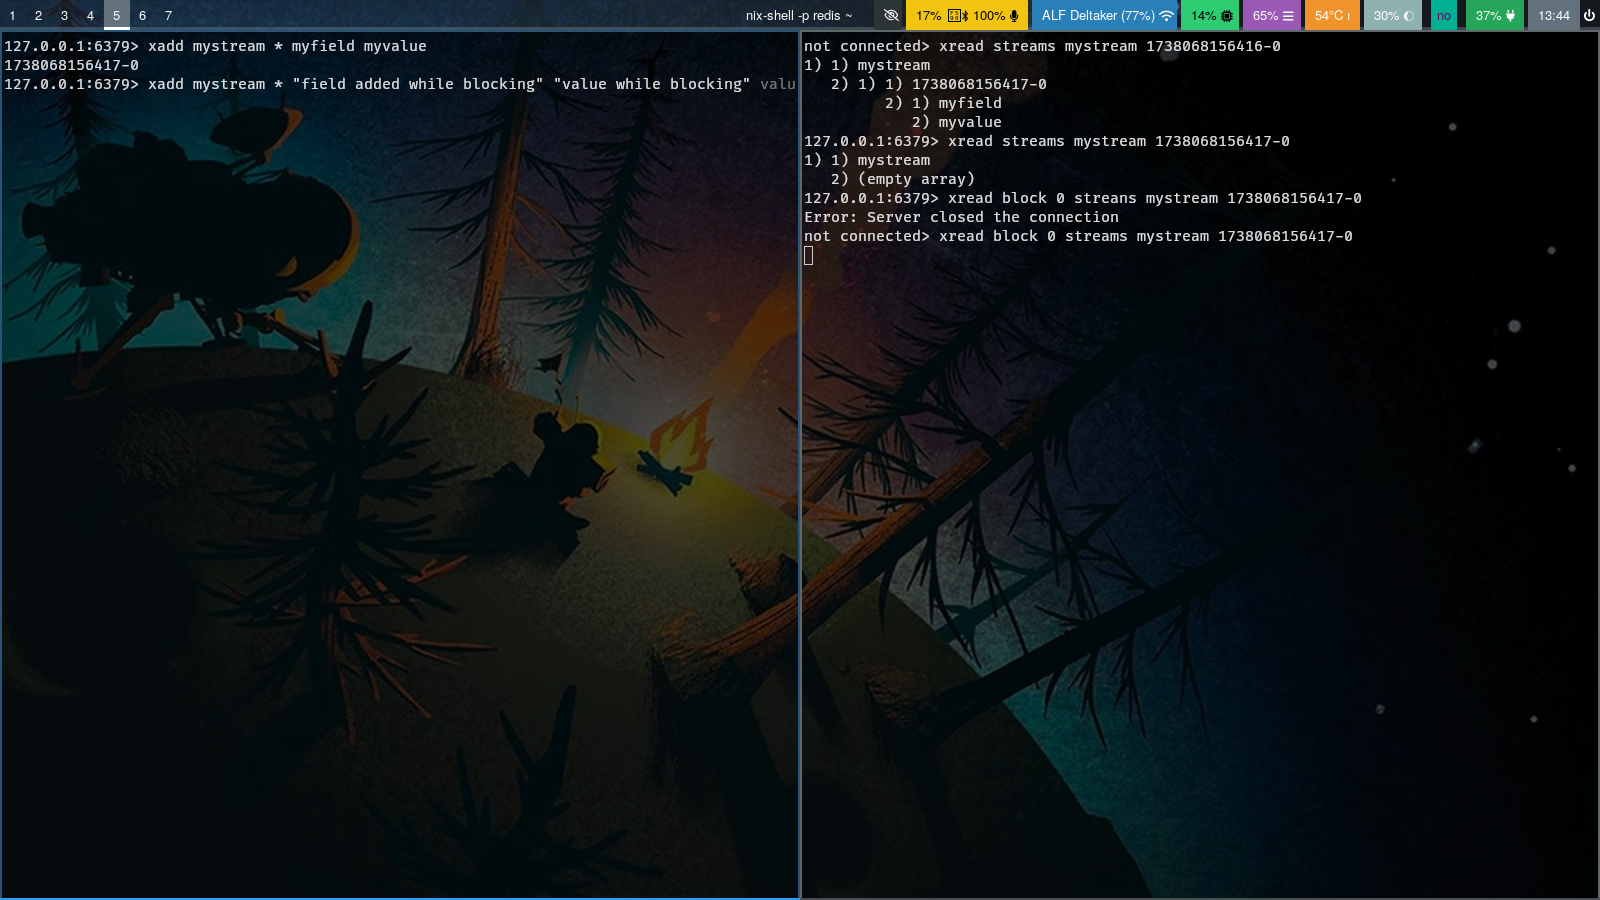 1 2 3 4 5 6 7 nix-shell -p redis ~ 17% 100% ALF Deltaker (77%) 14% 65% 54°C 30% no 37% 13:44
127.0.0.1:6379> xadd mystream * myfield myvalue
1738068156417-0
127.0.0.1:6379> xadd mystream * "field added while blocking" "value while blocking" valu
not connected> xread streams mystream 1738068156416-0
1) 1) mystream
   2) 1) 1) 1738068156417-0
         2) 1) myfield
            2) myvalue
127.0.0.1:6379> xread streams mystream 1738068156417-0
1) 1) mystream
   2) (empty array)
127.0.0.1:6379> xread block 0 streans mystream 1738068156417-0
Error: Server closed the connection
not connected> xread block 0 streams mystream 1738068156417-0